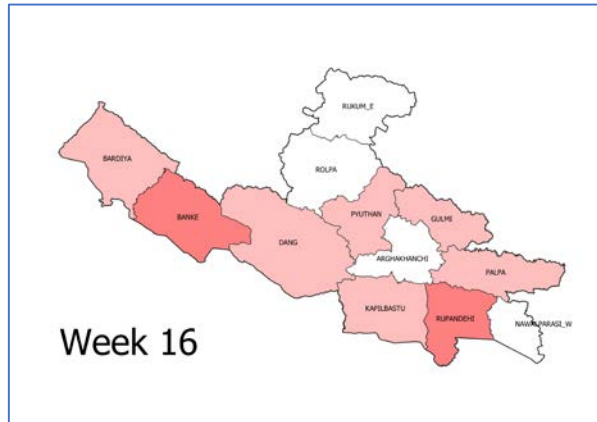 RUKUM_E
BARDIYA
ROLPA
BANKE
PYUTHAN
GULMI
DANG
ARGHAKHANCHI
PALPA
KAPILBASTU
RUPANDEHI
NAWALPARASI_W
Week 16